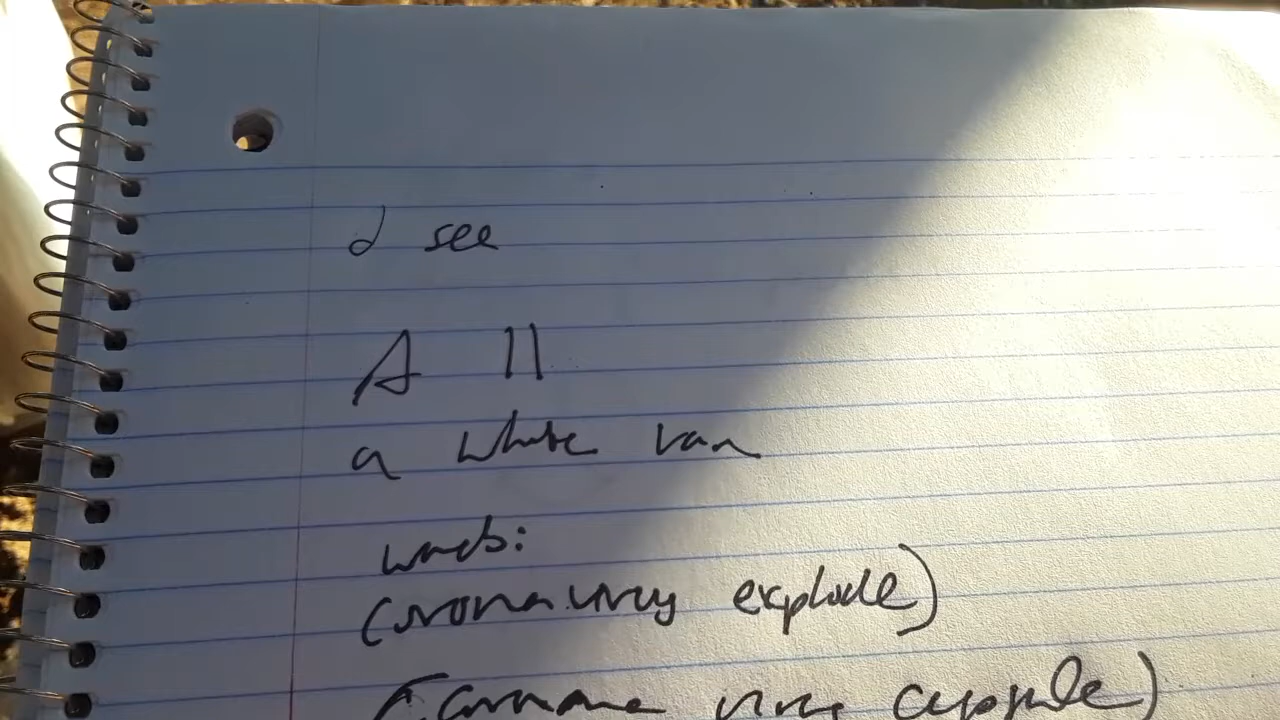 I see
A 11
a white van
words:
(coronavirus explode)